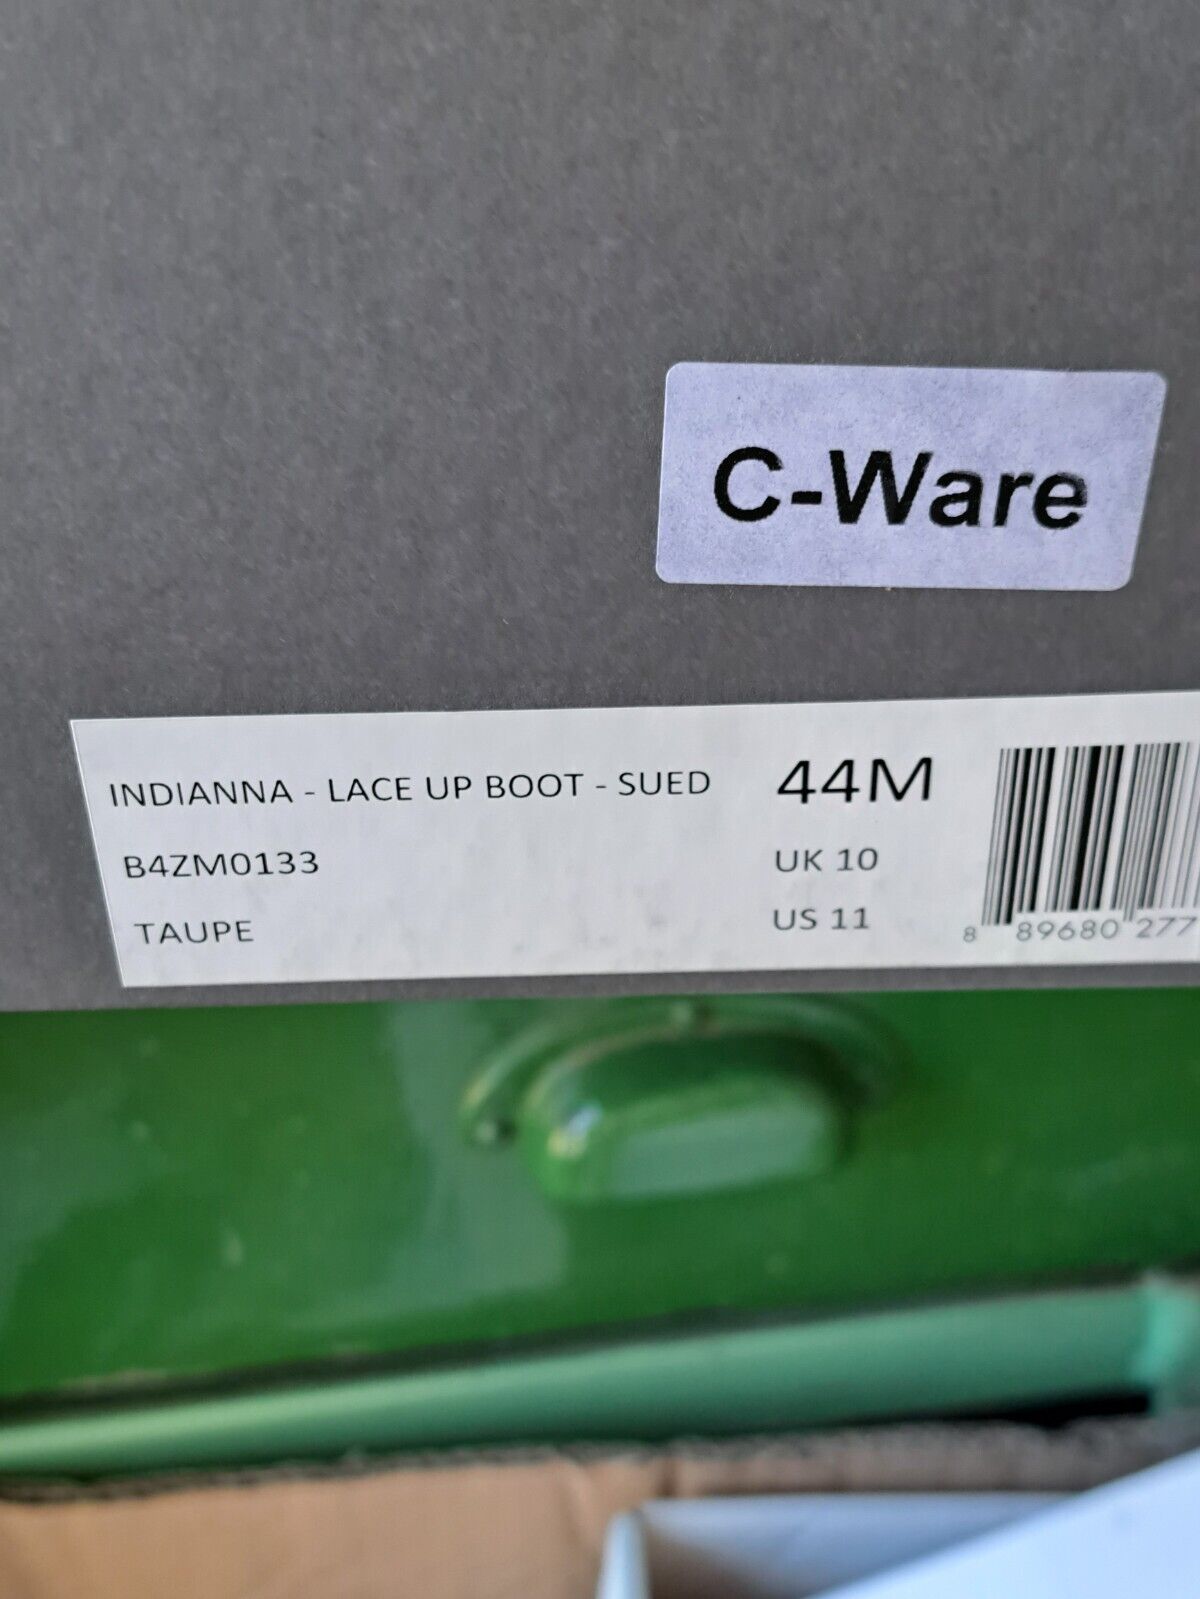 C-Ware
INDIANNA - LACE UP BOOT - SUED
44M
B4ZM0133
UK 10
TAUPE
US 11
8 89680 277